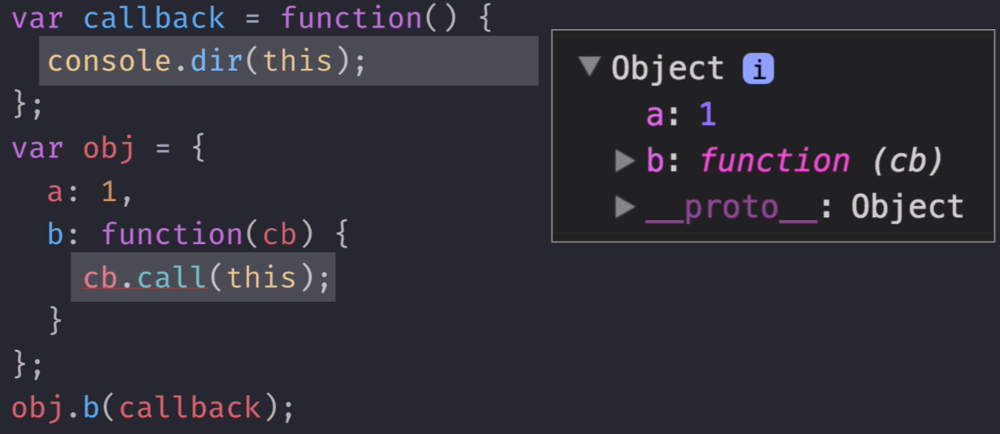 var callback = function() {
console.dir(this);
};
var obj = {
a: 1,
b: function(cb) {
cb.call(this);
}
};
obj.b(callback);
▼ Object i
a: 1
▶ b: function (cb)
▶ __proto__: Object